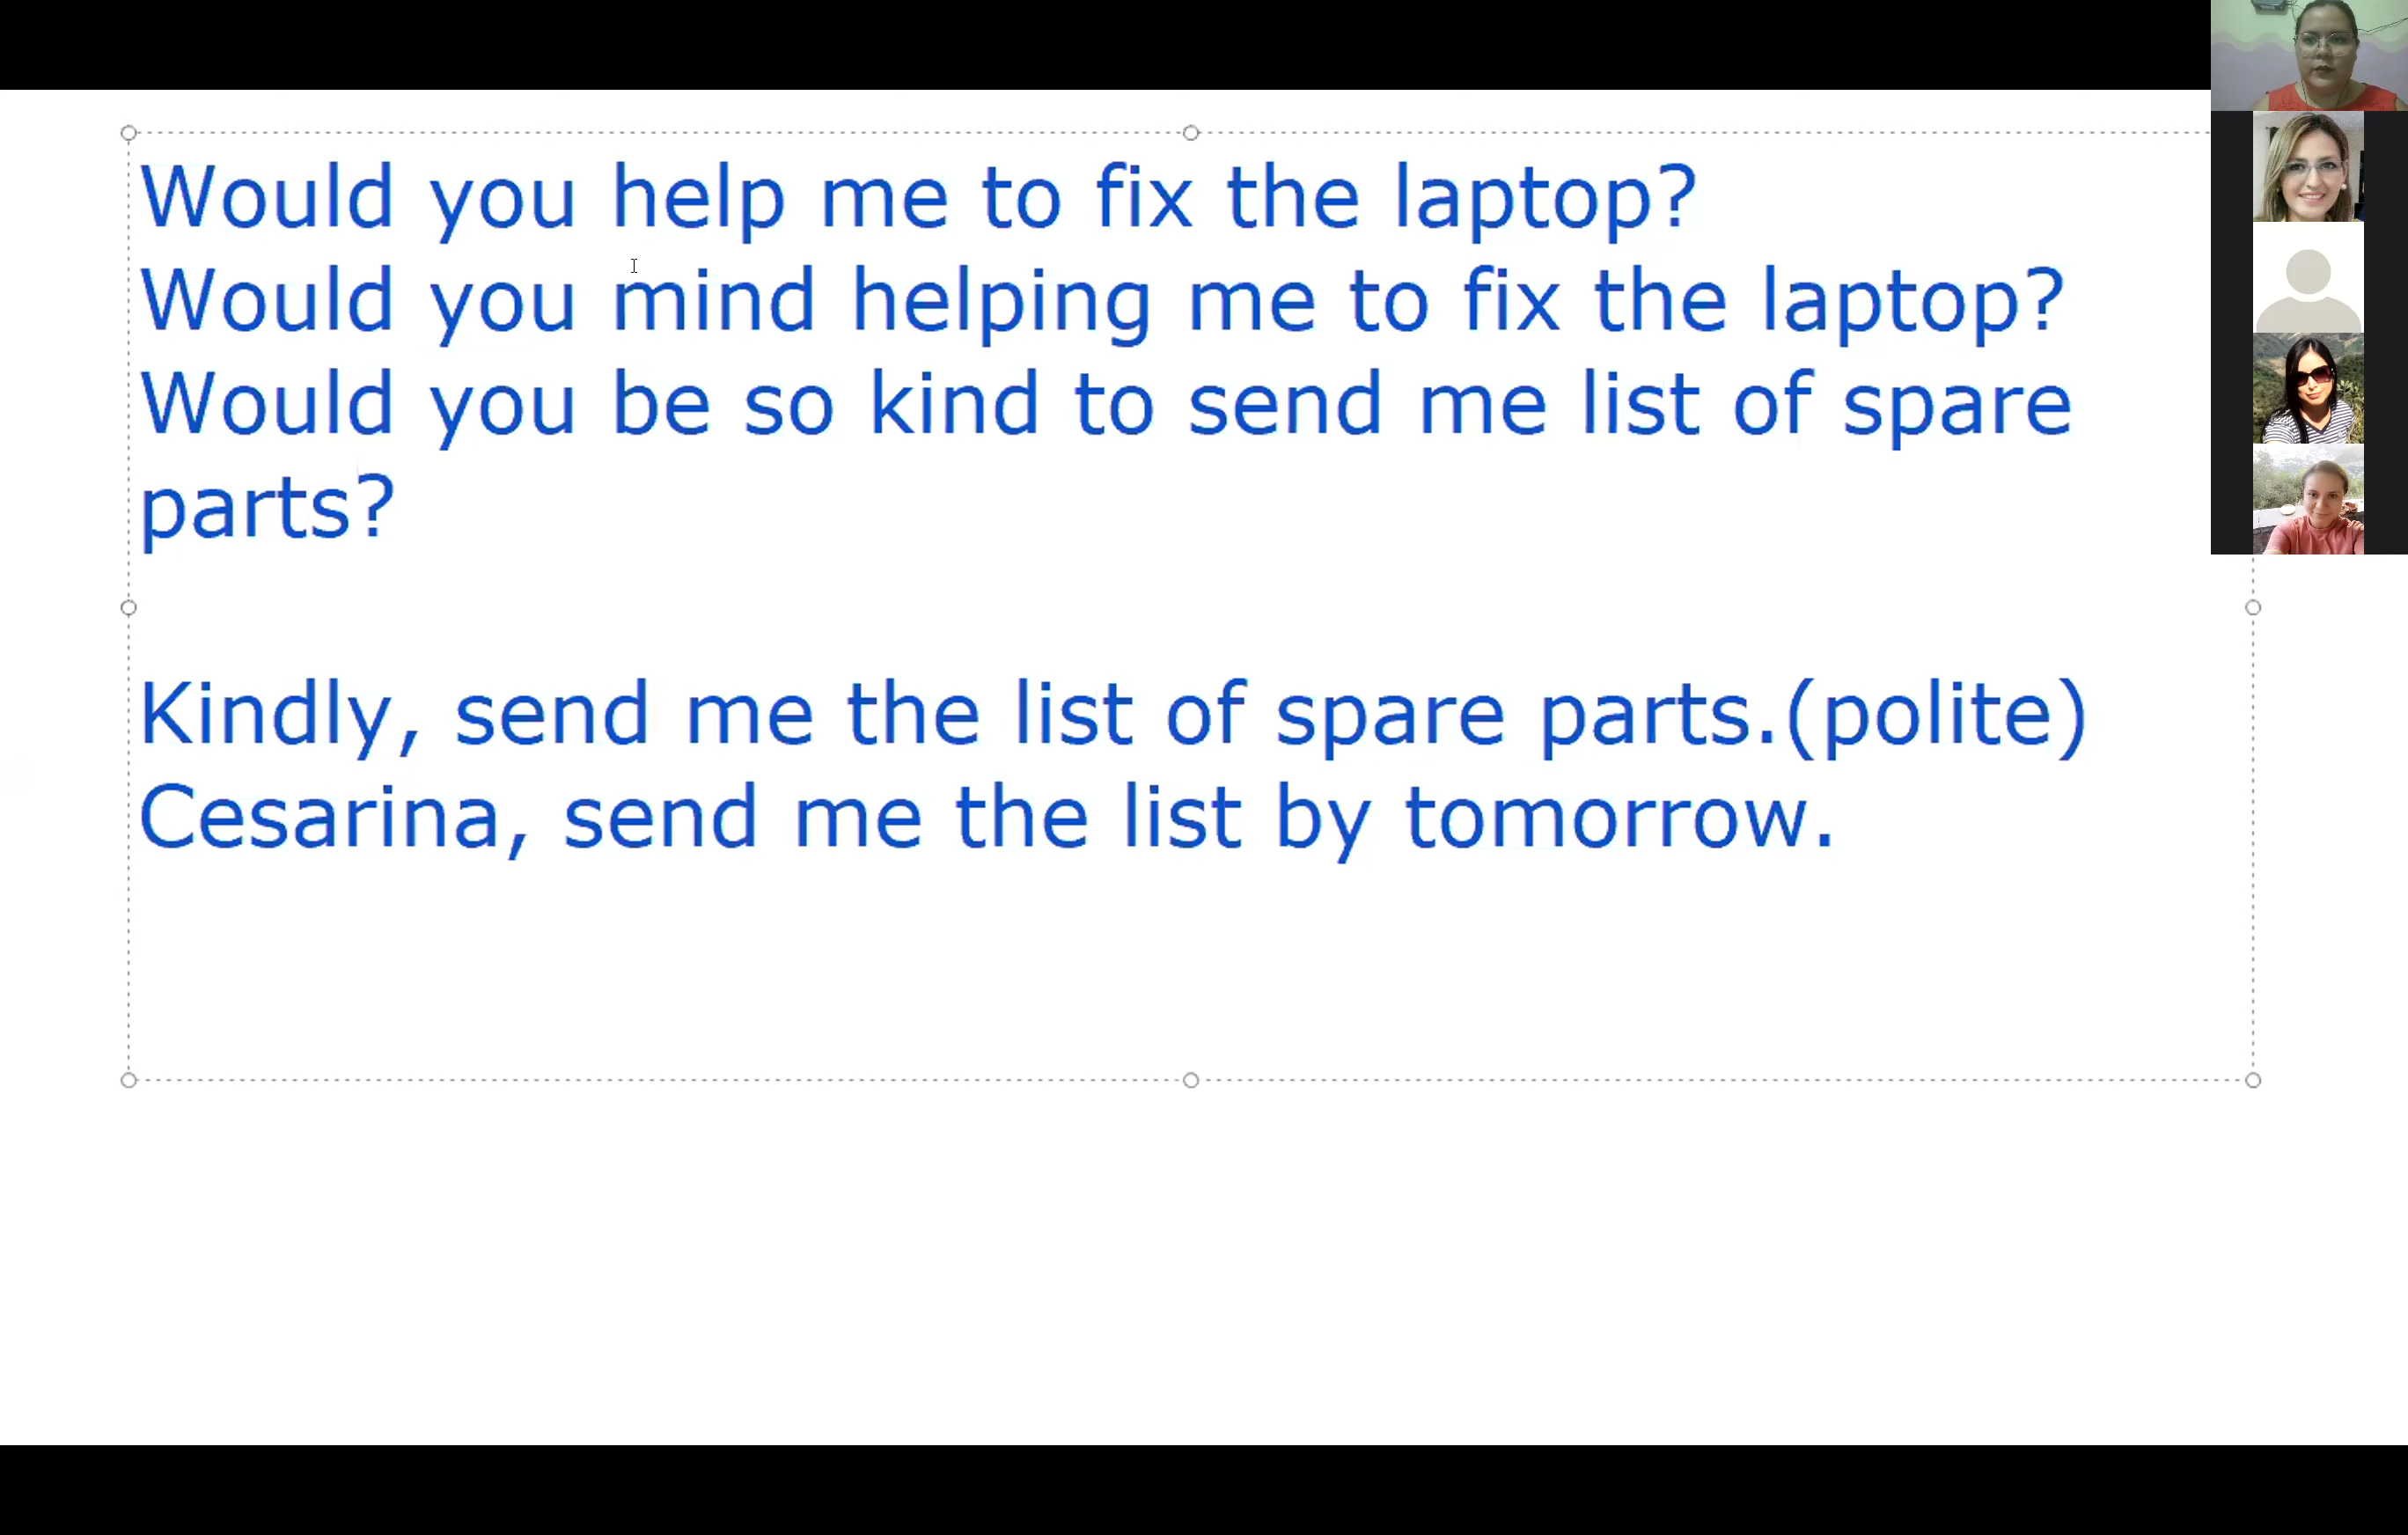 Would you help me to fix the laptop?
Would you mind helping me to fix the laptop?
Would you be so kind to send me list of spare
parts?
Kindly, send me the list of spare parts.(polite)
Cesarina, send me the list by tomorrow.